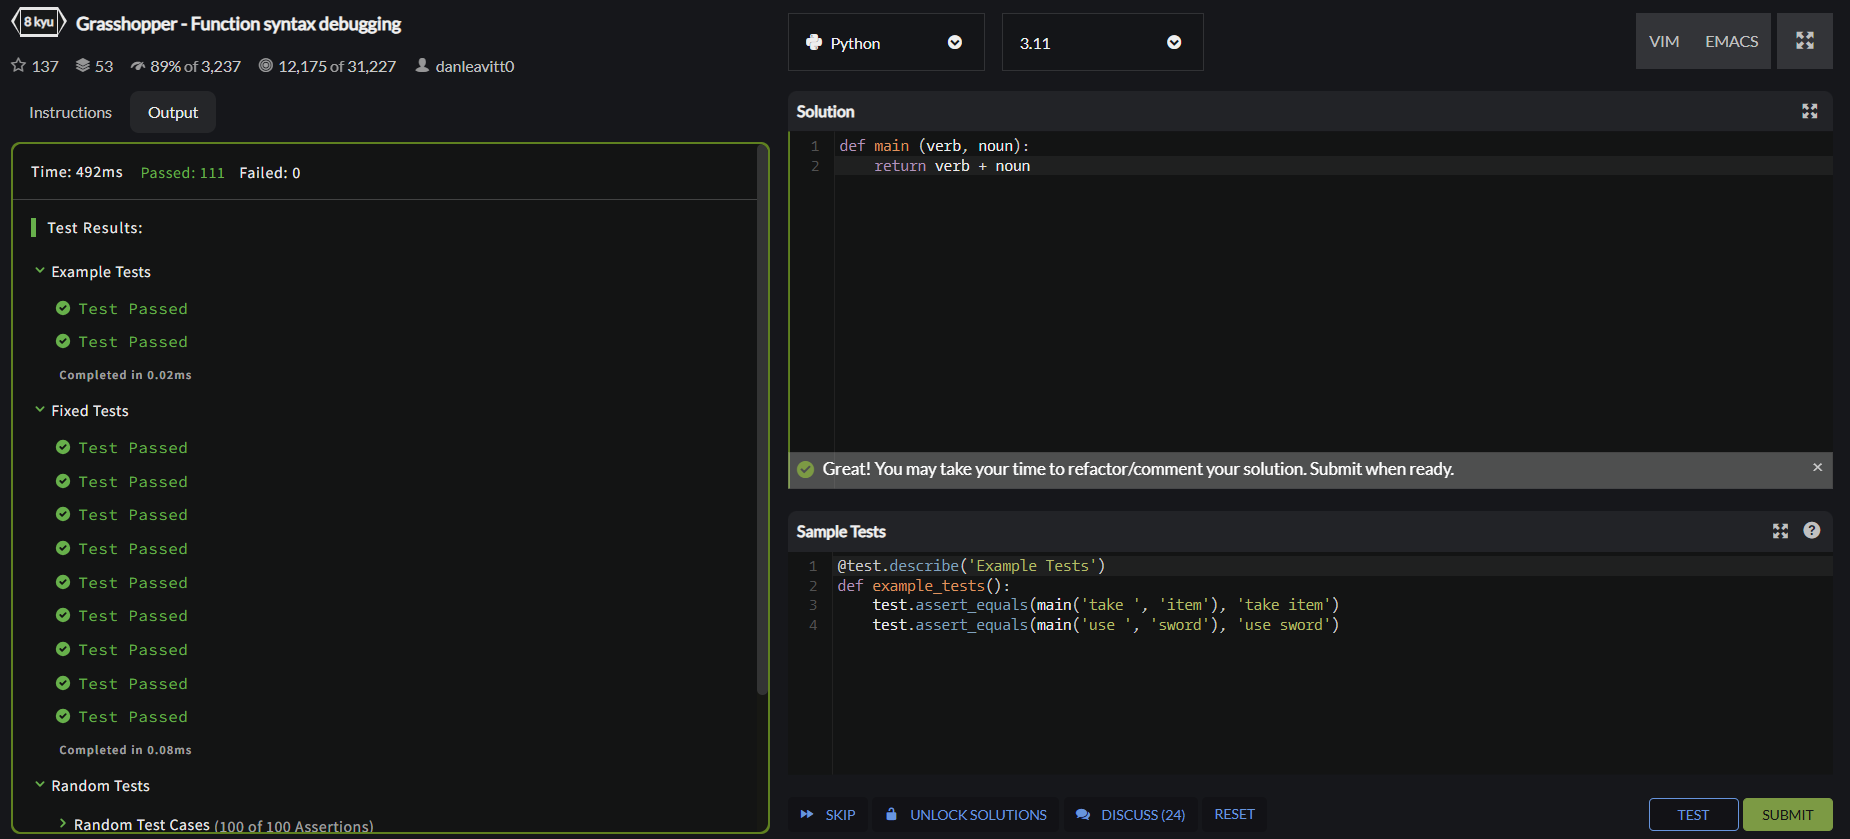 8 kyu Grasshopper - Function syntax debugging
137 53 89% of 3,237 12,175 of 31,227 danleavitt0
Instructions Output
Time: 492ms Passed: 111 Failed: 0
Test Results:
Example Tests
Test Passed
Test Passed
Completed in 0.02ms
Fixed Tests
Test Passed
Test Passed
Test Passed
Test Passed
Test Passed
Test Passed
Test Passed
Test Passed
Test Passed
Completed in 0.08ms
Random Tests
Random Test Cases (100 of 100 Assertions)
Python 3.11 VIM EMACS
Solution
1 def main (verb, noun):
2     return verb + noun
Great! You may take your time to refactor/comment your solution. Submit when ready. ×
Sample Tests ?
1 @test.describe('Example Tests')
2 def example_tests():
3     test.assert_equals(main('take ', 'item'), 'take item')
4     test.assert_equals(main('use ', 'sword'), 'use sword')
SKIP UNLOCK SOLUTIONS DISCUSS (24) RESET TEST SUBMIT